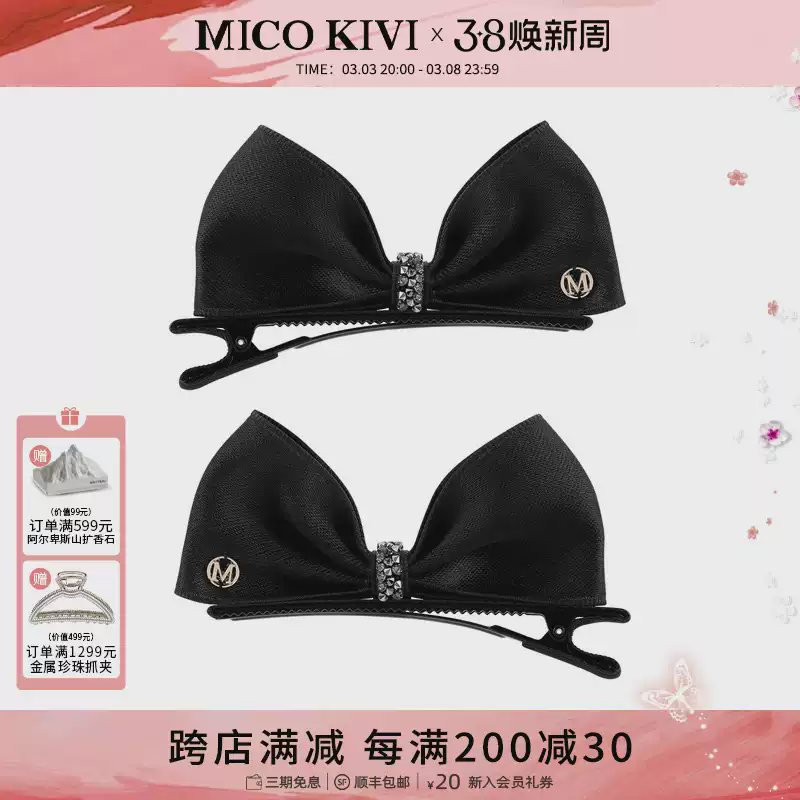 MICO KIVI × 38焕新周
TIME: 03.03 20:00 - 03.08 23:59
M
M
赠
(价值99元)
订单满599元
阿尔卑斯山扩香石
赠
(价值499元)
订单满1299元
金属珍珠抓夹
跨店满减 每满200减30
三期免息 | SF 顺丰包邮 | ¥20 新入会员礼券